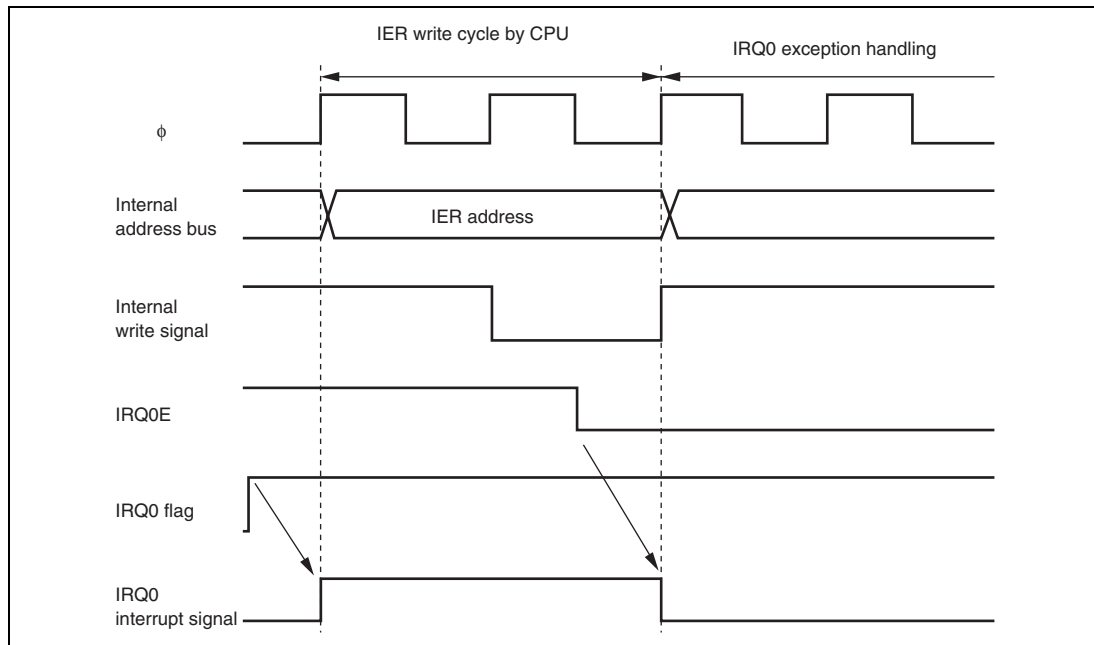 IER write cycle by CPU
IRQ0 exception handling
ϕ
Internal
address bus
IER address
Internal
write signal
IRQ0E
IRQ0 flag
IRQ0
interrupt signal